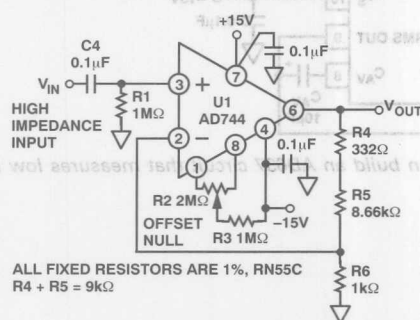 +15V
C4
0.1µF
0.1µF
VIN
3
+
7
R1
1MΩ
U1
AD744
6
VOUT
HIGH
IMPEDANCE
INPUT
2
−
8
4
0.1µF
R4
332Ω
1
R2 2MΩ
R5
8.66kΩ
OFFSET
NULL
R3 1MΩ
−15V
ALL FIXED RESISTORS ARE 1%, RN55C
R4 + R5 = 9kΩ
R6
1kΩ